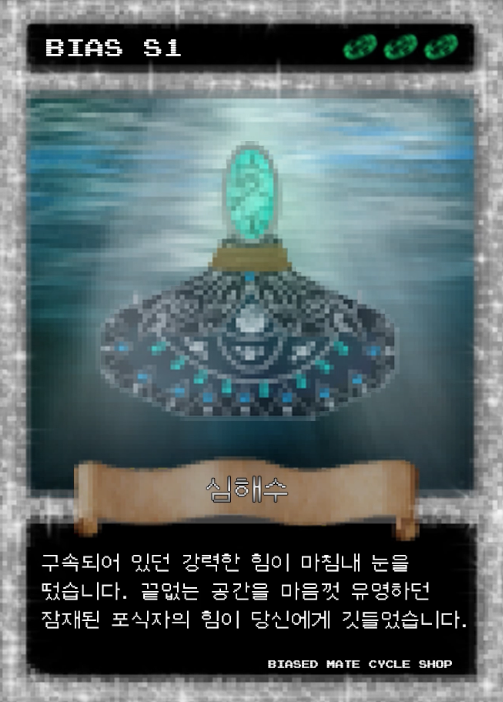 BIAS S1
심해수
구속되어 있던 강력한 힘이 마침내 눈을
떴습니다. 끝없는 공간을 마음껏 유영하던
잠재된 포식자의 힘이 당신에게 깃들었습니다.
BIASED MATE CYCLE SHOP